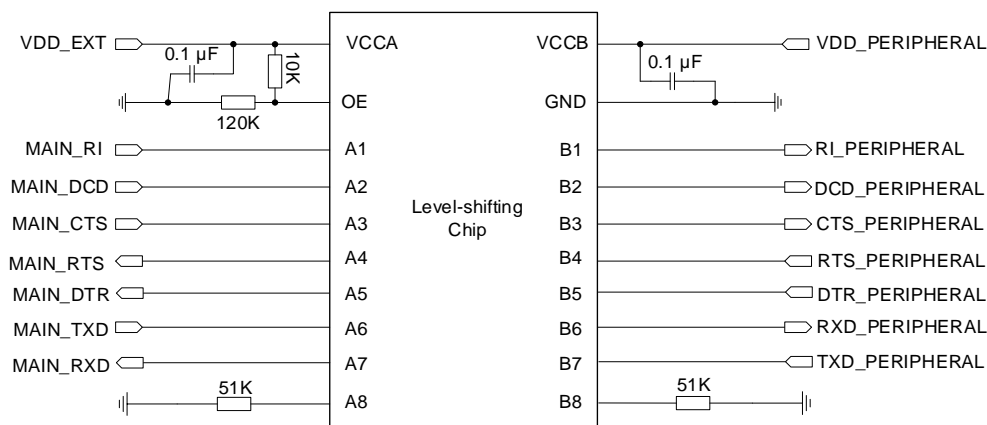 VDD_EXT VCCA VCCB VDD_PERIPHERAL
0.1 µF 10K 0.1 µF
OE GND
120K
MAIN_RI A1 B1 RI_PERIPHERAL
MAIN_DCD A2 B2 DCD_PERIPHERAL
Level-shifting
Chip
MAIN_CTS A3 B3 CTS_PERIPHERAL
MAIN_RTS A4 B4 RTS_PERIPHERAL
MAIN_DTR A5 B5 DTR_PERIPHERAL
MAIN_TXD A6 B6 RXD_PERIPHERAL
MAIN_RXD A7 B7 TXD_PERIPHERAL
51K A8 B8 51K